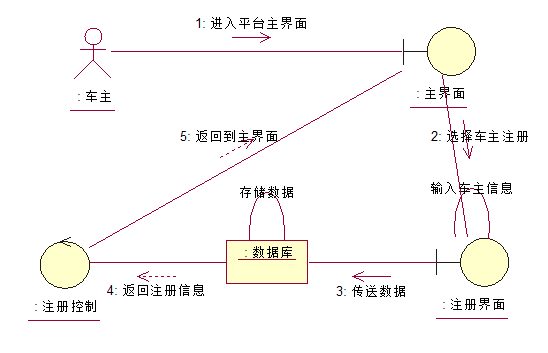 1: 进入平台主界面
: 车主
: 主界面
5: 返回到主界面
2: 选择车主注册
存储数据
输入车主信息
: 数据库
4: 返回注册信息
3: 传送数据
: 注册控制
: 注册界面